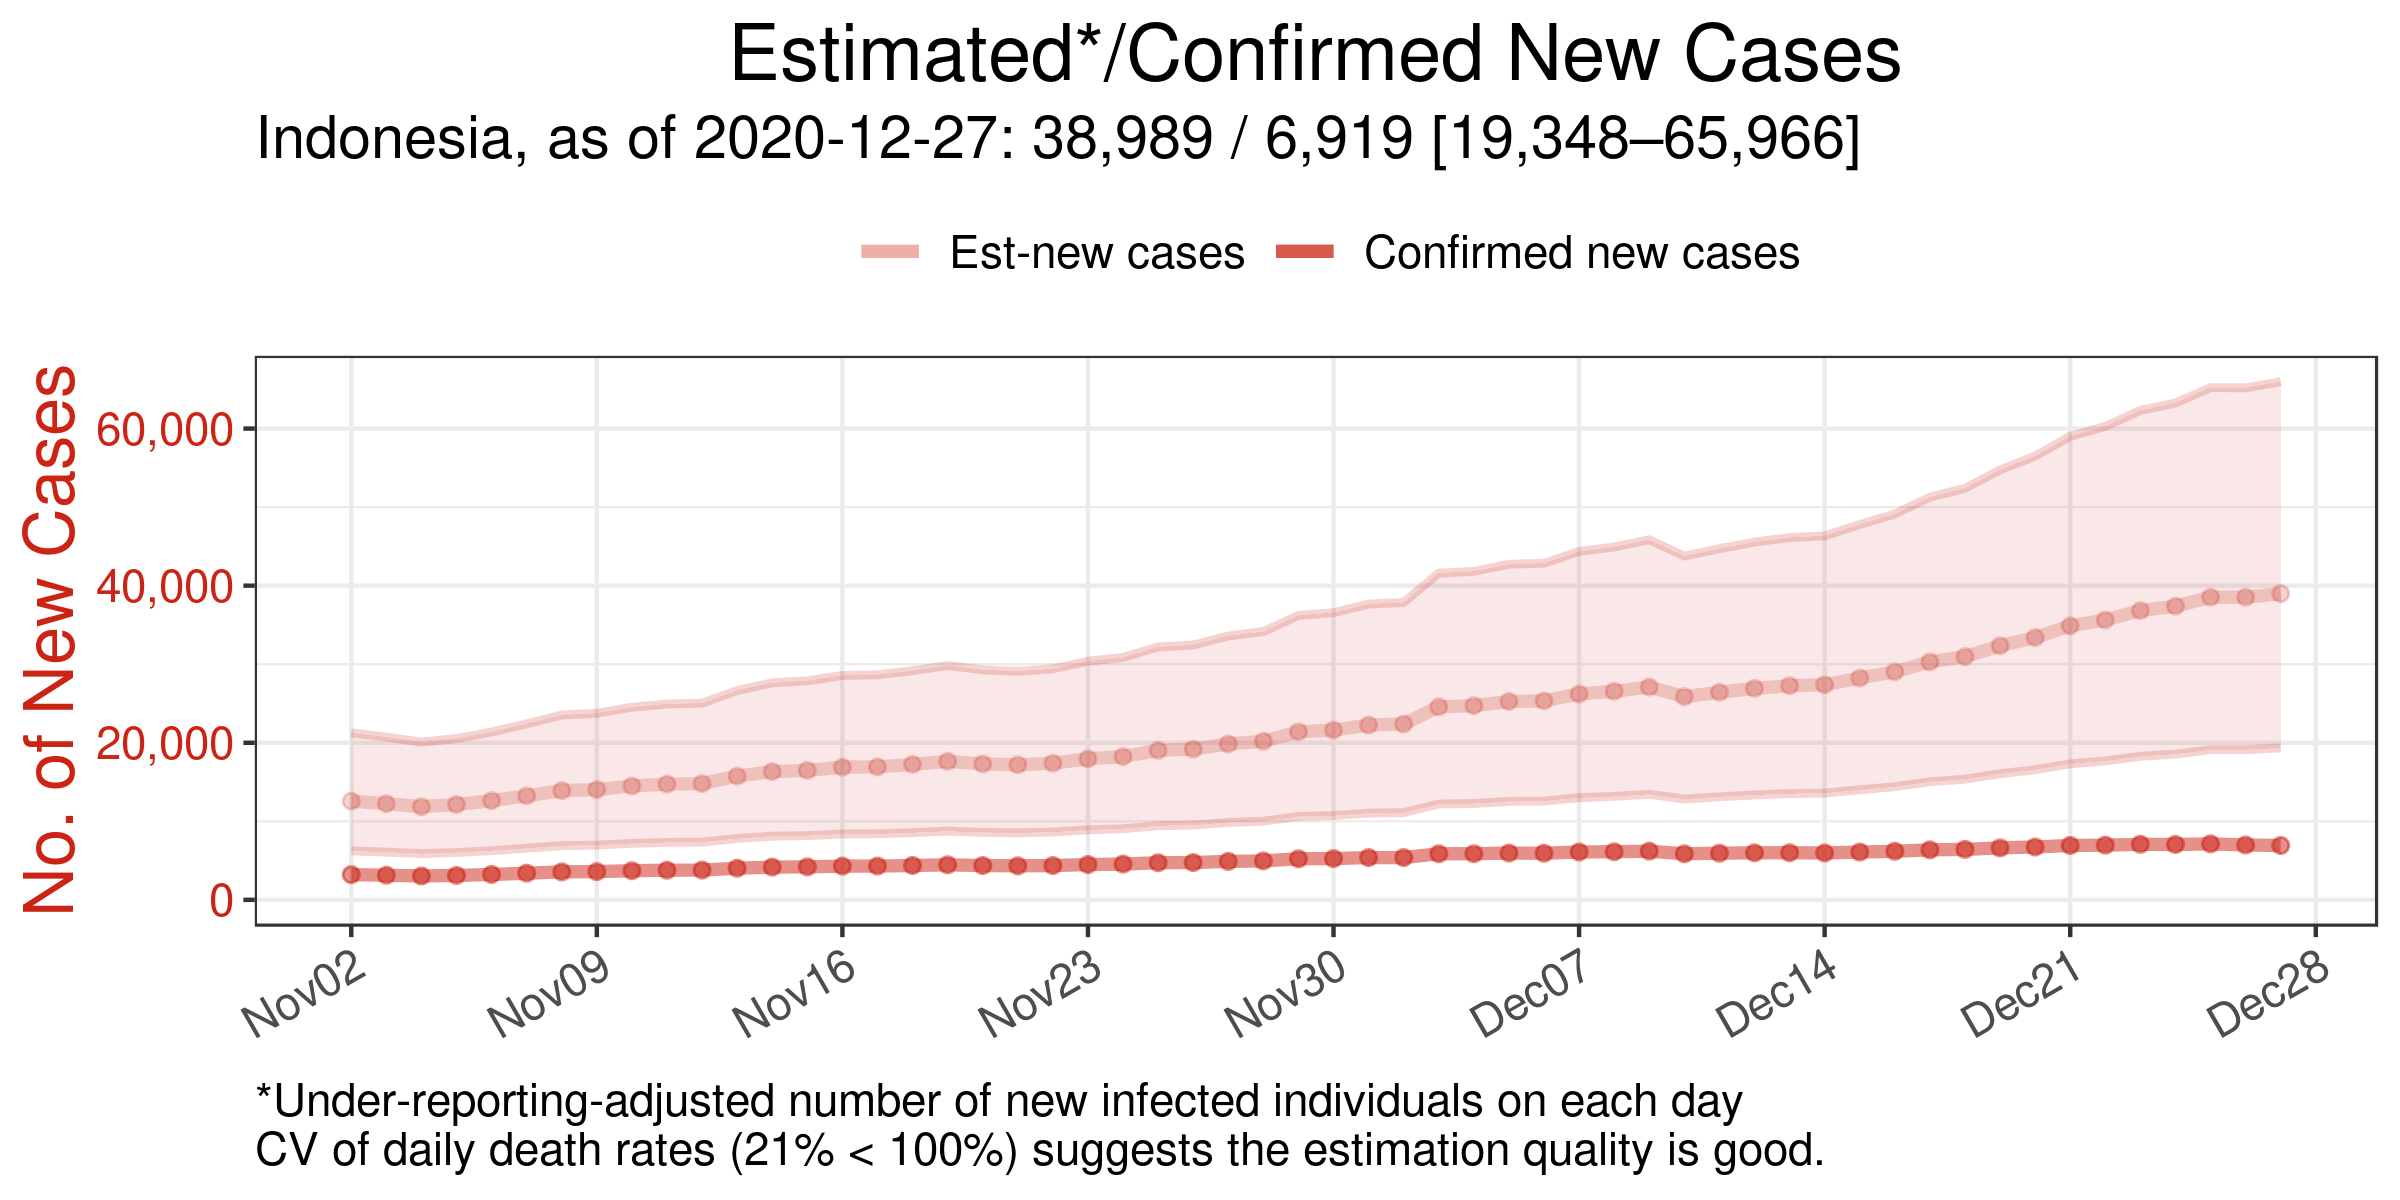 Estimated*/Confirmed New Cases
Indonesia, as of 2020-12-27: 38,989 / 6,919 [19,348–65,966]
Est-new cases
Confirmed new cases
No. of New Cases
60,000
40,000
20,000
0
Nov02
Nov09
Nov16
Nov23
Nov30
Dec07
Dec14
Dec21
Dec28
*Under-reporting-adjusted number of new infected individuals on each day
CV of daily death rates (21% < 100%) suggests the estimation quality is good.